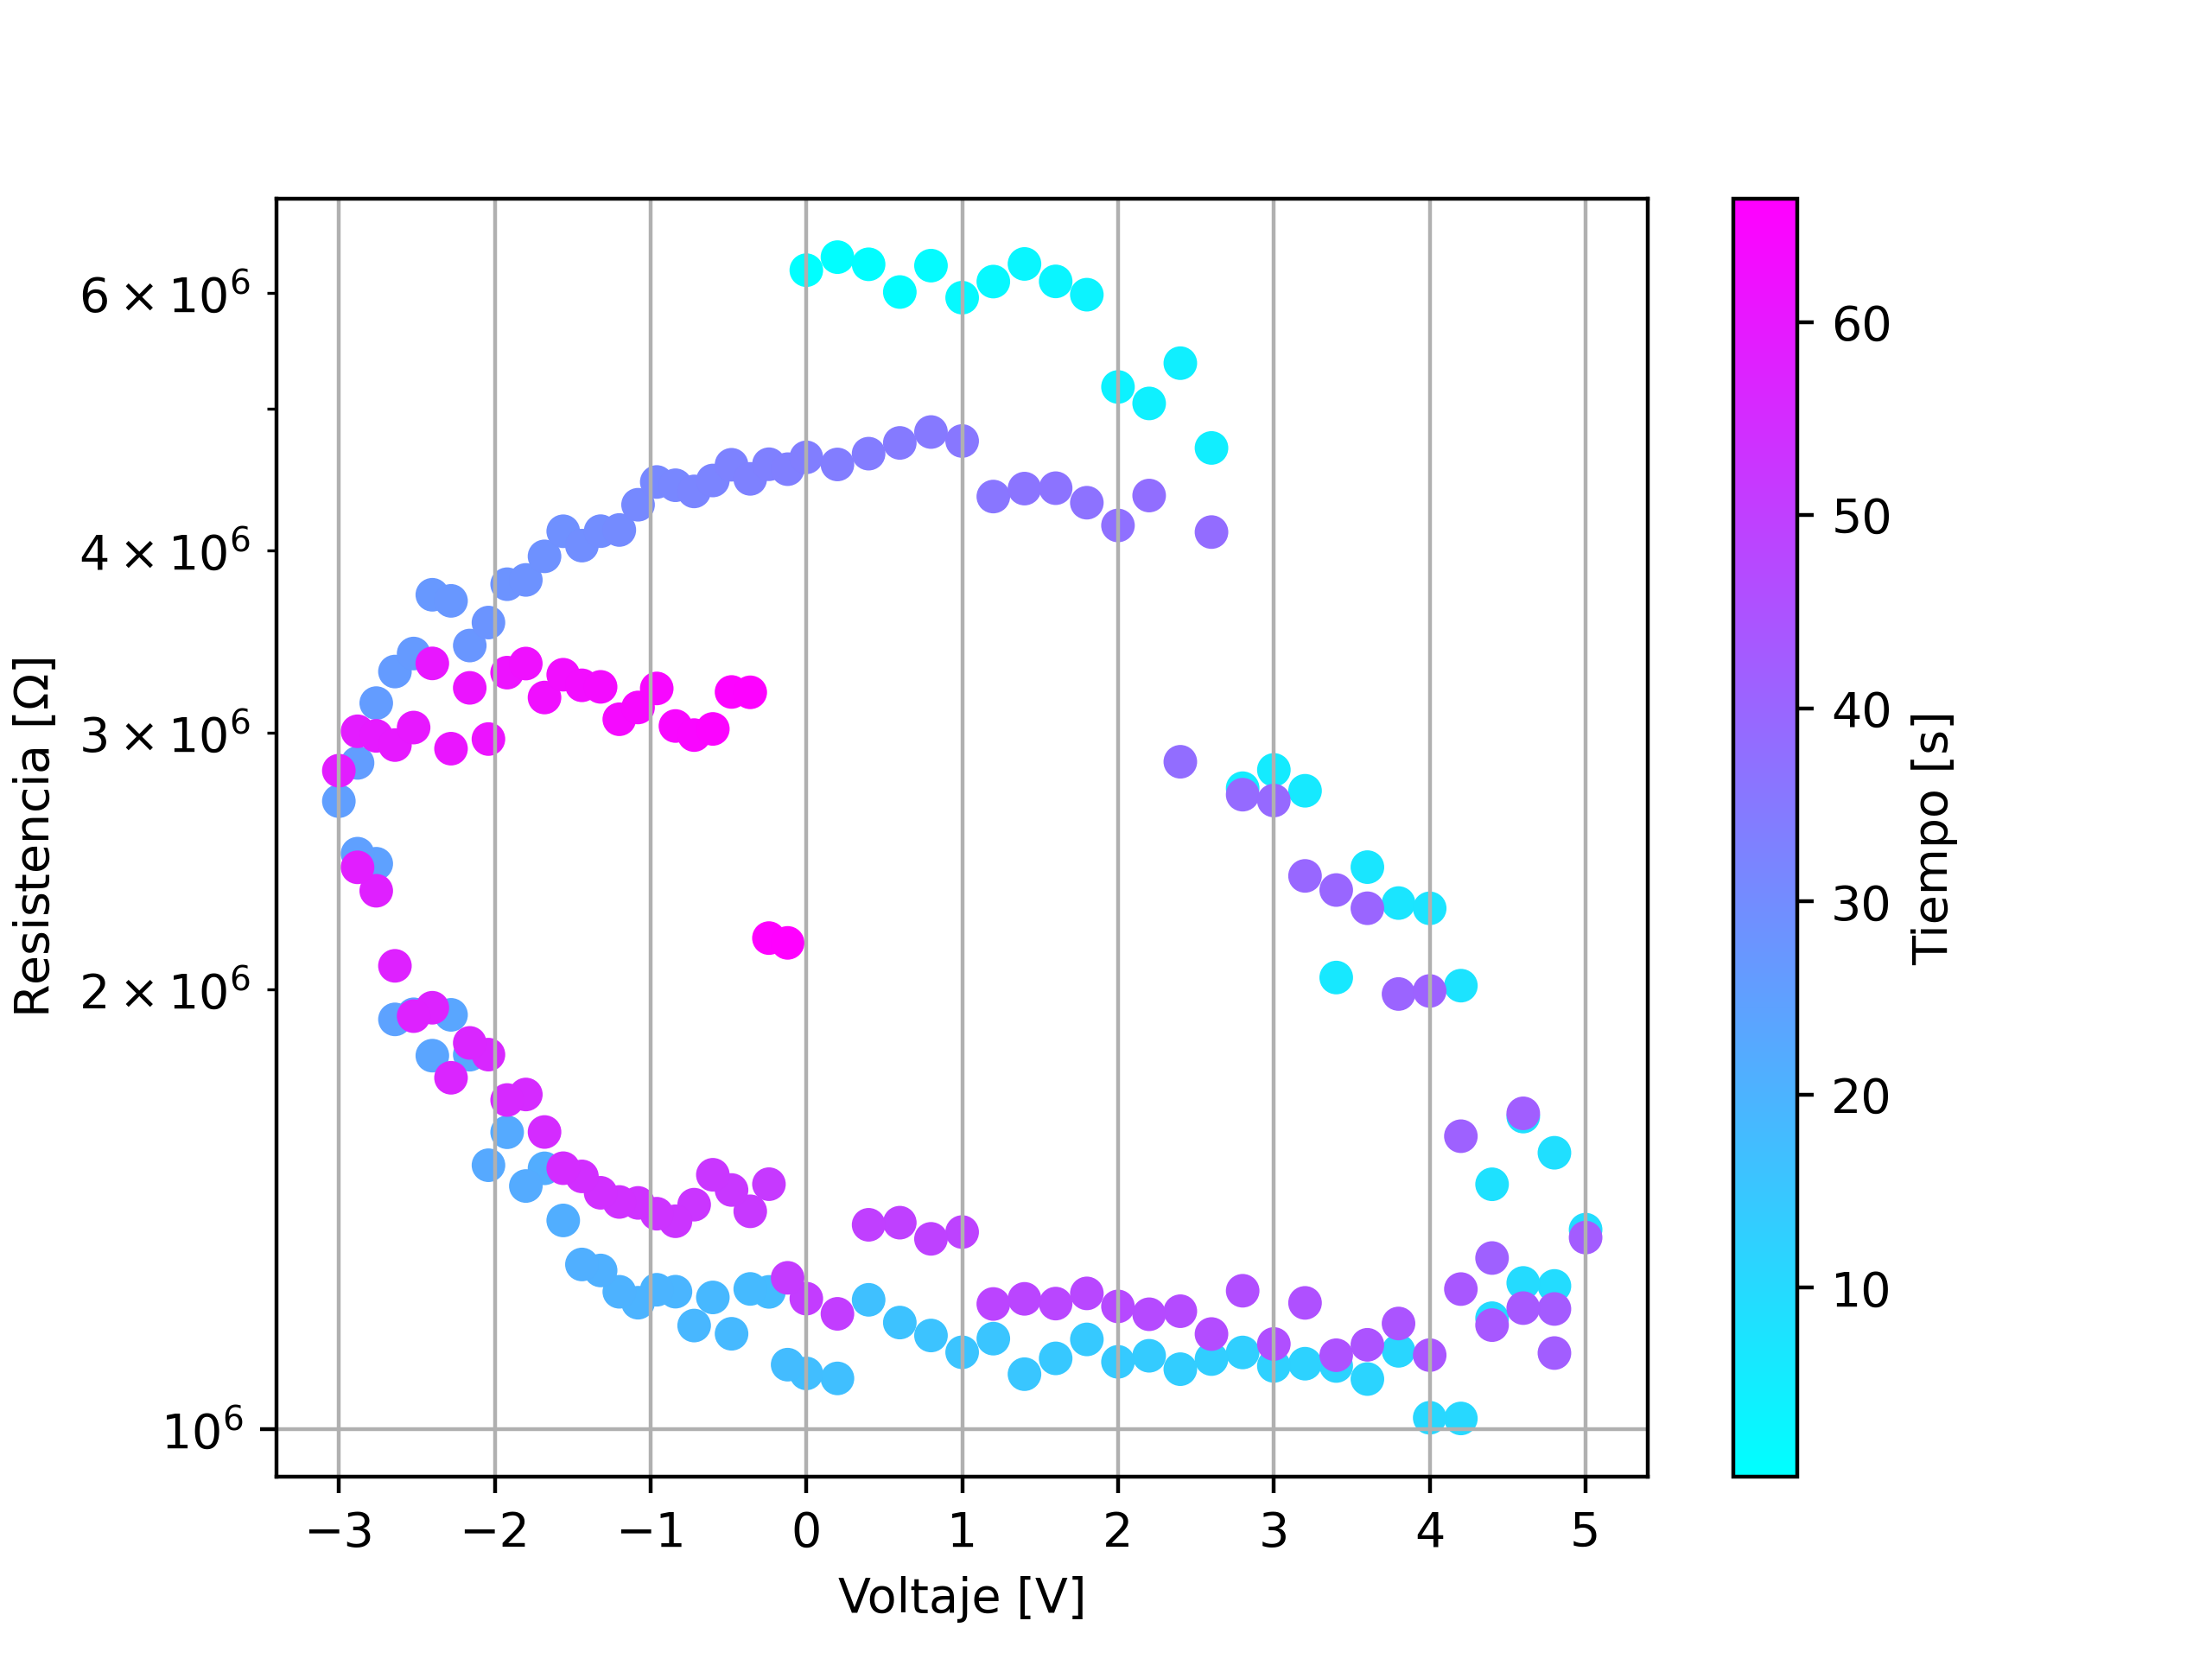 6 × 10⁶
4 × 10⁶
3 × 10⁶
2 × 10⁶
10⁶
Resistencia [Ω]
−3 −2 −1 0 1 2 3 4 5
Voltaje [V]
60
50
40
30
20
10
Tiempo [s]